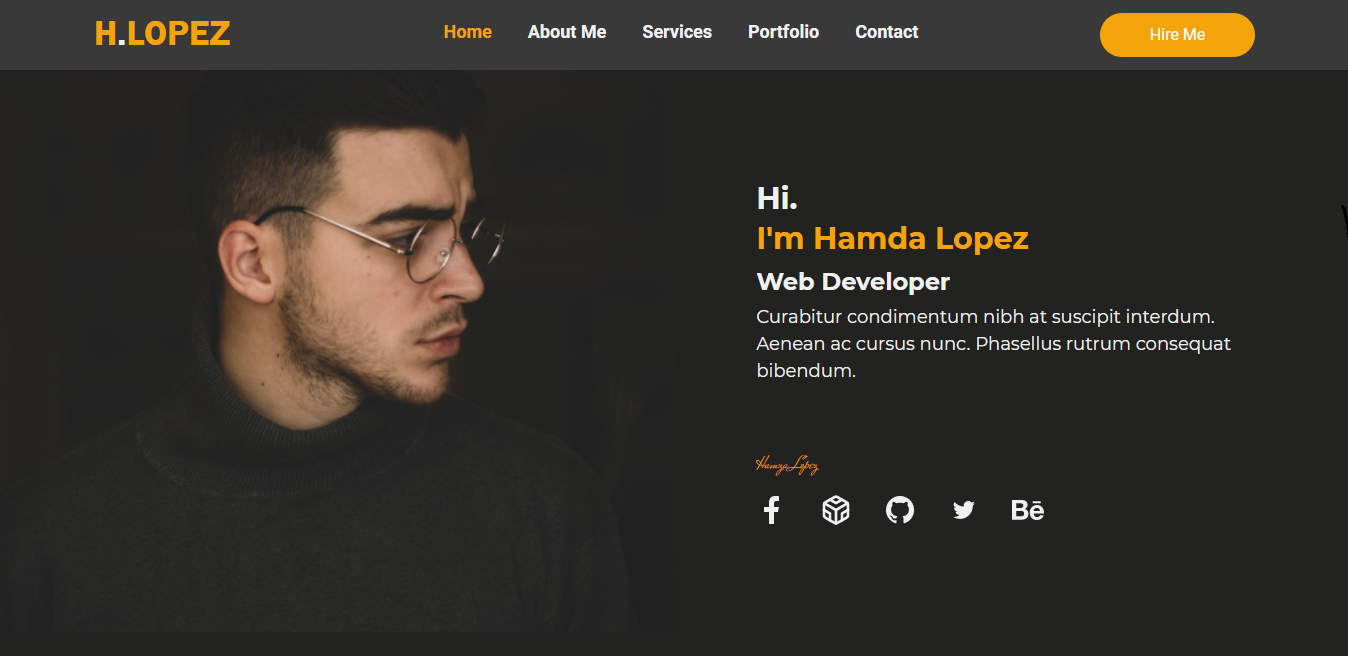 H.LOPEZ
Home About Me Services Portfolio Contact
Hire Me
Hi.
I'm Hamda Lopez
Web Developer
Curabitur condimentum nibh at suscipit interdum.
Aenean ac cursus nunc. Phasellus rutrum consequat
bibendum.
Hamza Lopez
Bē